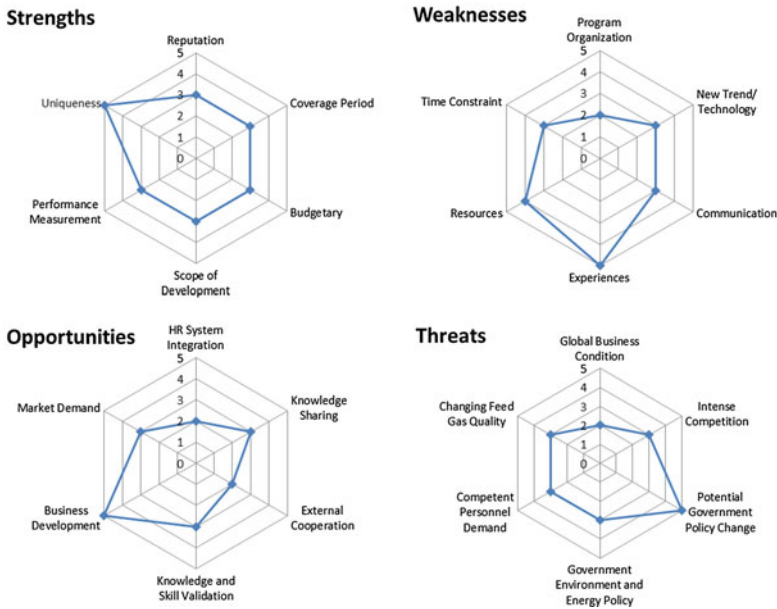 Strengths
Reputation
5
4
3
2
1
0
Coverage Period
Budgetary
Scope of
Development
Performance
Measurement
Uniqueness
Weaknesses
Program
Organization
5
4
3
2
1
0
New Trend/
Technology
Communication
Experiences
Resources
Time Constraint
Opportunities
HR System
Integration
5
4
3
2
1
0
Knowledge
Sharing
External
Cooperation
Knowledge and
Skill Validation
Business
Development
Market Demand
Threats
Global Business
Condition
5
4
3
2
1
0
Intense
Competition
Potential
Government
Policy Change
Government
Environment and
Energy Policy
Competent
Personnel
Demand
Changing Feed
Gas Quality